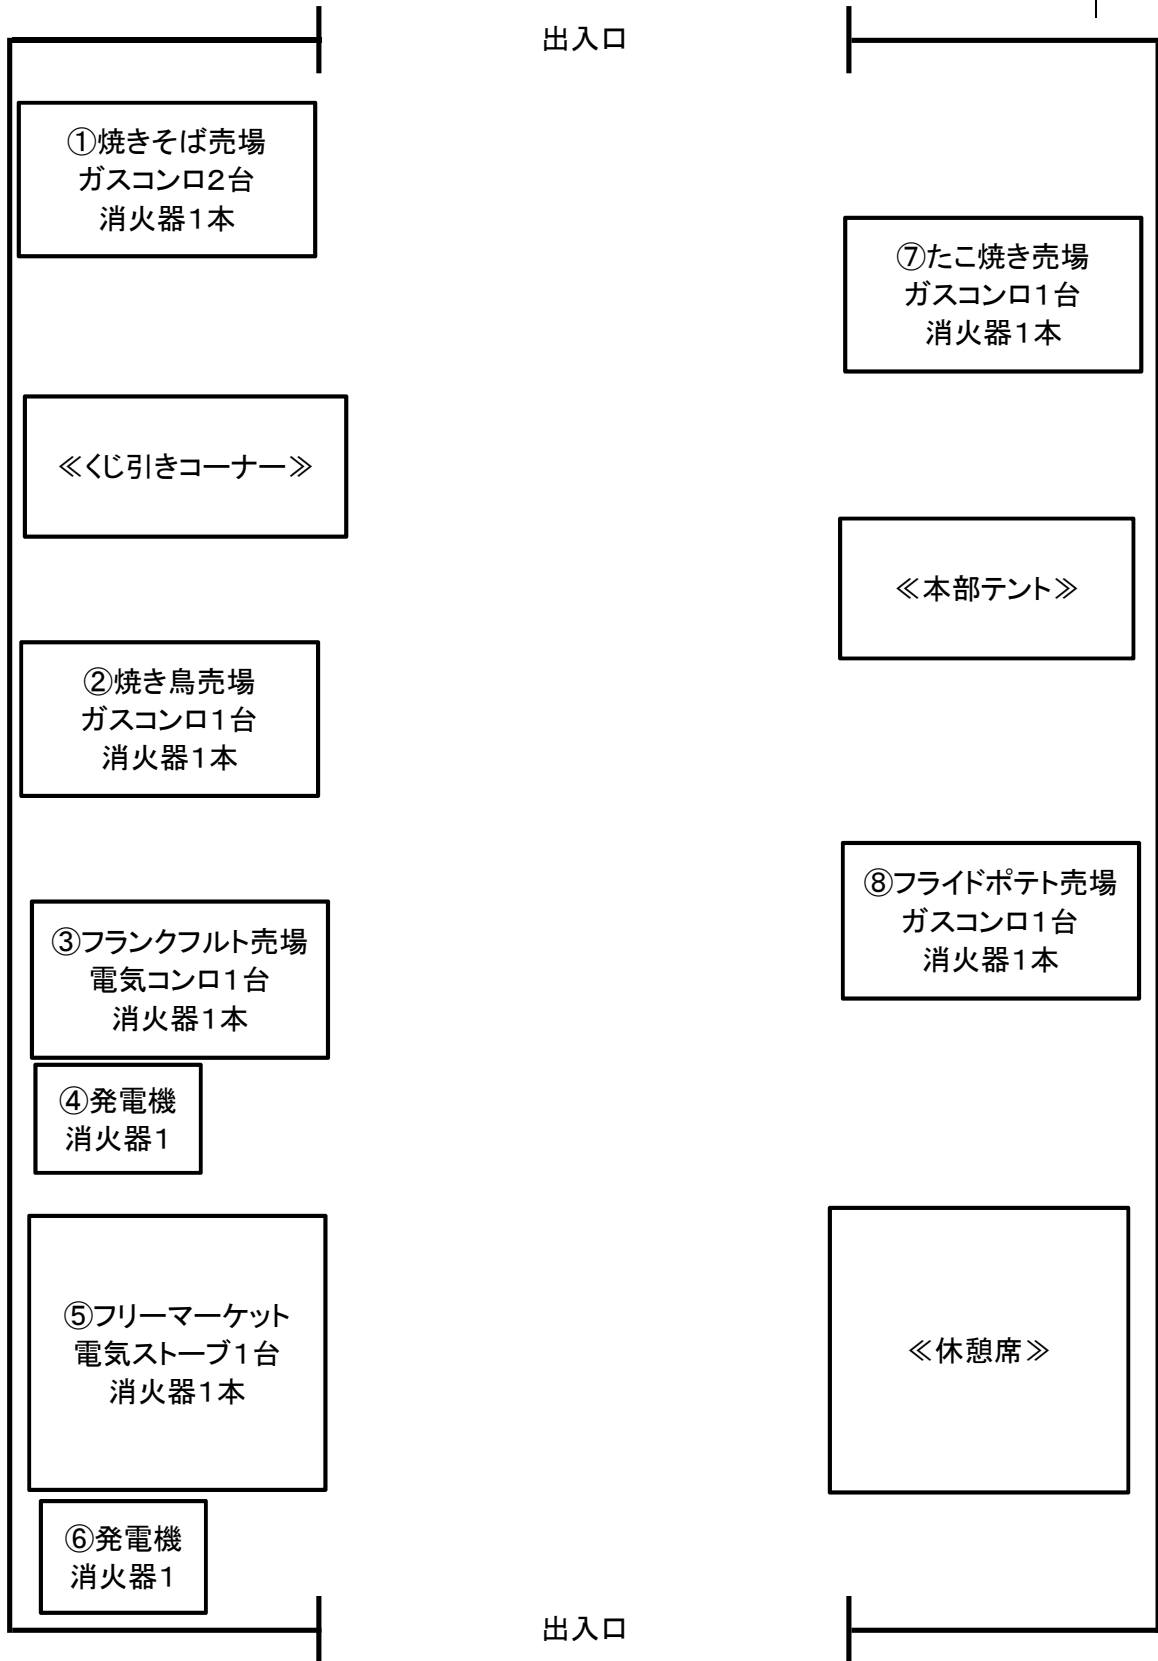 出入口
①焼きそば売場
ガスコンロ2台
消火器1本
⑦たこ焼き売場
ガスコンロ1台
消火器1本
≪くじ引きコーナー≫
≪本部テント≫
②焼き鳥売場
ガスコンロ1台
消火器1本
⑧フライドポテト売場
ガスコンロ1台
消火器1本
③フランクフルト売場
電気コンロ1台
消火器1本
④発電機
消火器1
⑤フリーマーケット
電気ストーブ1台
消火器1本
≪休憩席≫
⑥発電機
消火器1
出入口